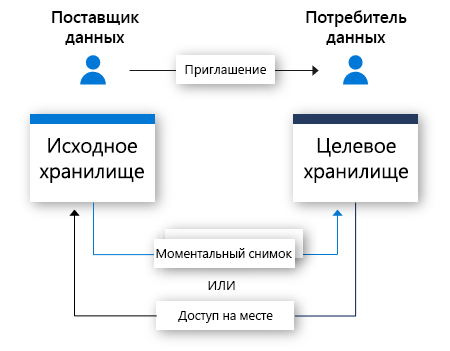 Поставщик
данных
Потребитель
данных
Приглашение
Исходное
хранилище
Целевое
хранилище
Моментальный снимок
ИЛИ
Доступ на месте